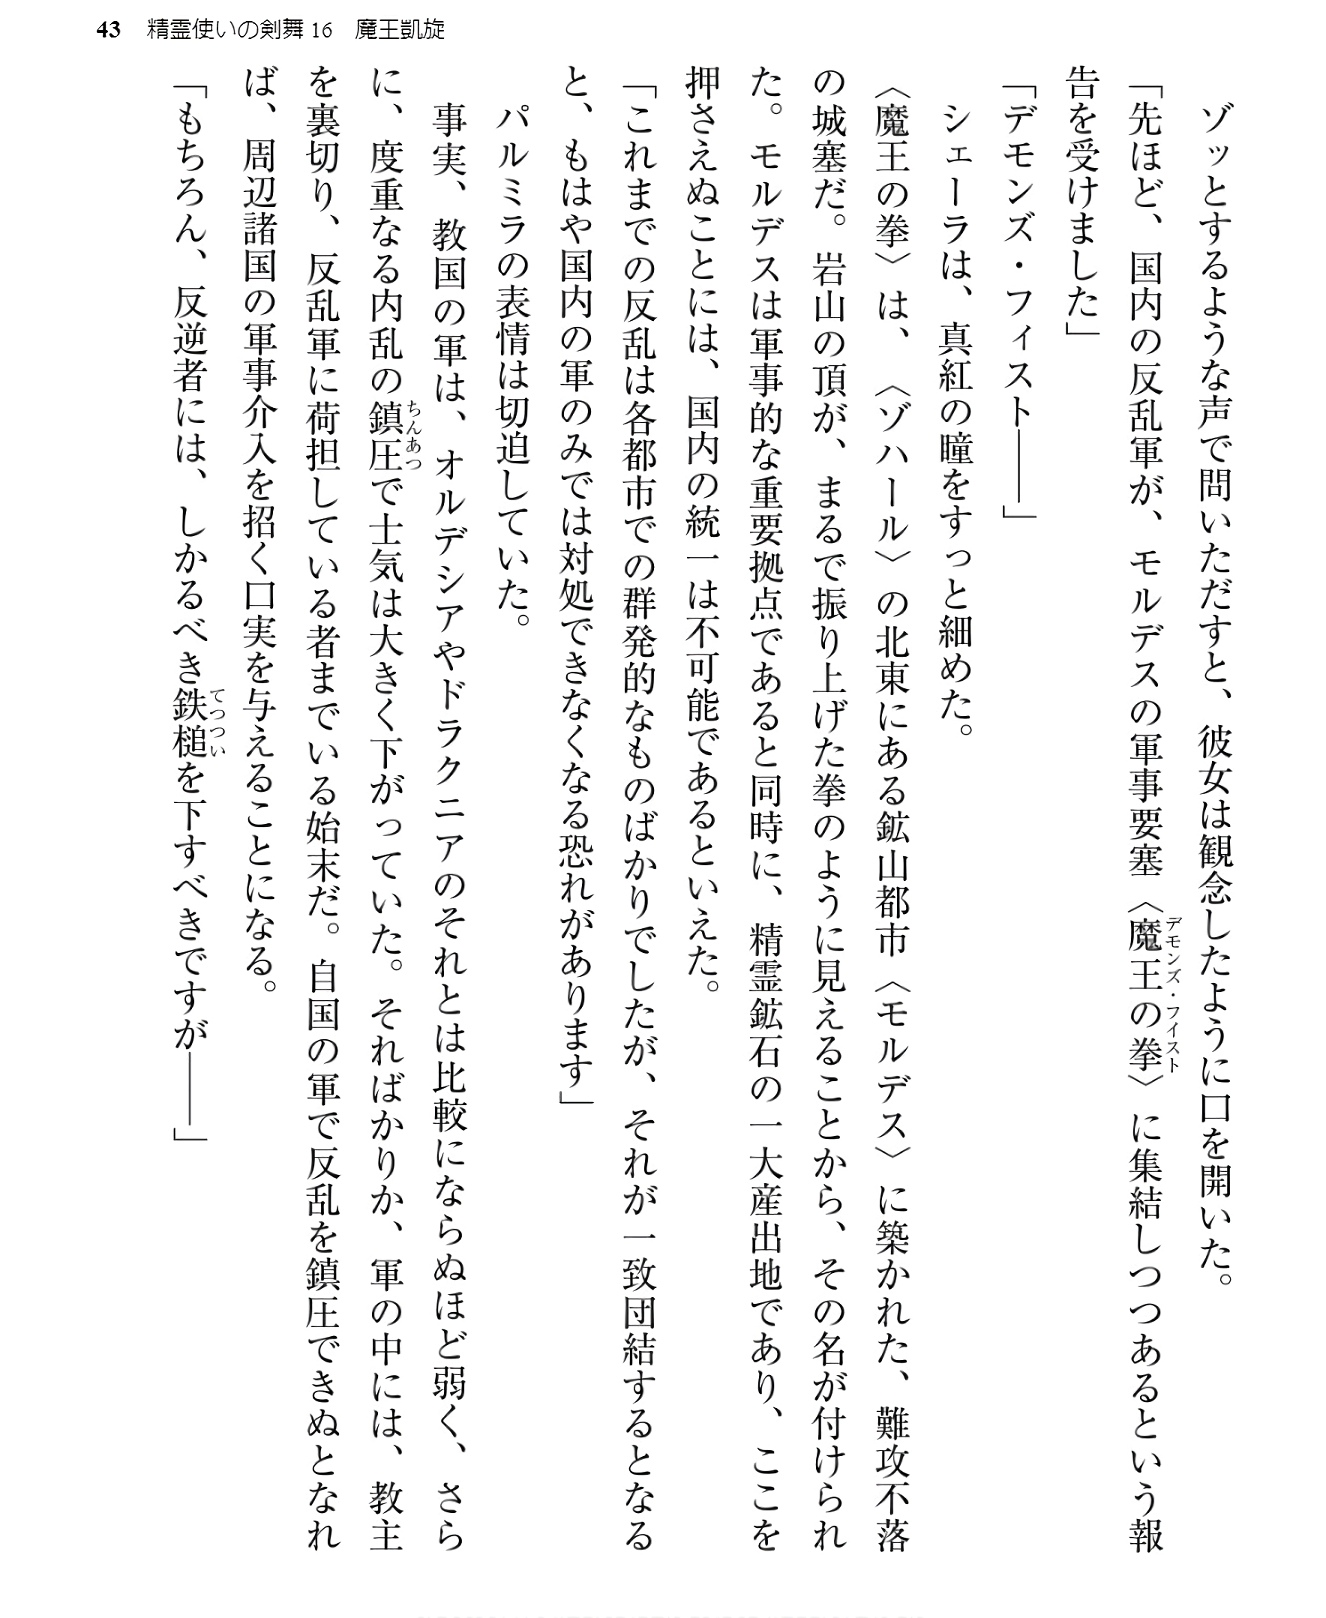 43 精霊使いの剣舞16 魔王凱旋
ゾッとするような声で問いただすと、彼女は観念したように口を開いた。
「先ほど、国内の反乱軍が、モルデスの軍事要塞〈魔王の拳〉に集結しつつあるという報
デモンズ・フィスト
告を受けました」
「デモンズ・フィスト――」
シェーラは、真紅の瞳をすっと細めた。
〈魔王の拳〉は、〈ゾハール〉の北東にある鉱山都市〈モルデス〉に築かれた、難攻不落
の城塞だ。岩山の頂が、まるで振り上げた拳のように見えることから、その名が付けられ
た。モルデスは軍事的な重要拠点であると同時に、精霊鉱石の一大産出地であり、ここを
押さえぬことには、国内の統一は不可能であるといえた。
「これまでの反乱は各都市での群発的なものばかりでしたが、それが一致団結するとなる
と、もはや国内の軍のみでは対処できなくなる恐れがあります」
パルミラの表情は切迫していた。
事実、教国の軍は、オルデシアやドラクニアのそれとは比較にならぬほど弱く、さら
に、度重なる内乱の鎮圧で士気は大きく下がっていた。そればかりか、軍の中には、教主
ちんあつ
を裏切り、反乱軍に荷担している者までいる始末だ。自国の軍で反乱を鎮圧できぬとなれ
ば、周辺諸国の軍事介入を招く口実を与えることになる。
「もちろん、反逆者には、しかるべき鉄槌を下すべきですが――」
てっつい